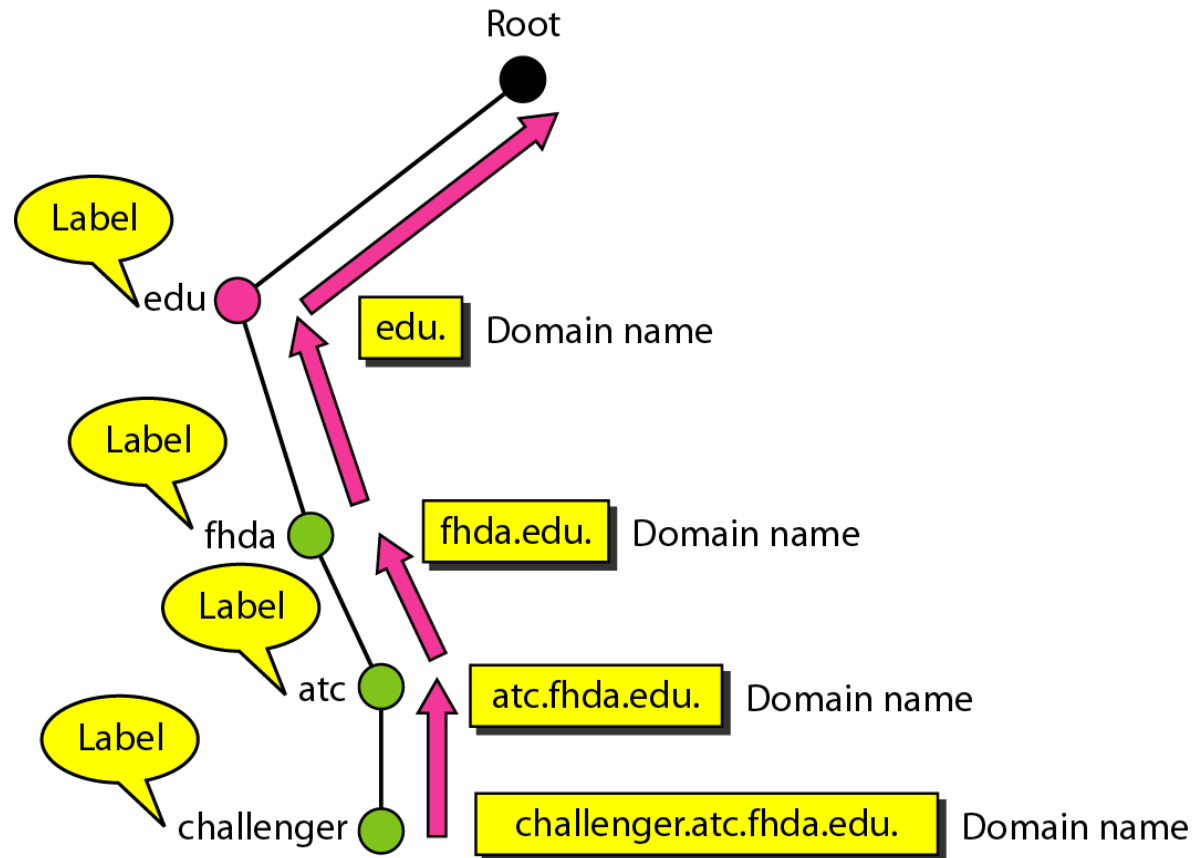 Root
Label
edu
edu. Domain name
Label
fhda
fhda.edu. Domain name
Label
atc
atc.fhda.edu. Domain name
Label
challenger
challenger.atc.fhda.edu. Domain name